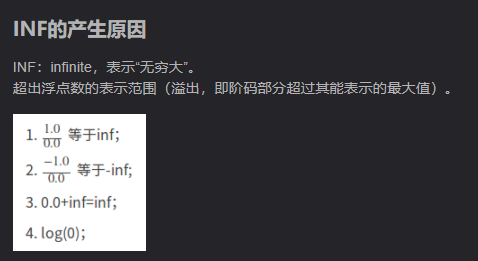 INF的产生原因
INF：infinite，表示“无穷大”。
超出浮点数的表示范围（溢出，即阶码部分超过其能表示的最大值）。
1. 1.0/0.0 等于inf；
2. −1.0/0.0 等于-inf;
3. 0.0+inf=inf；
4. log(0)；